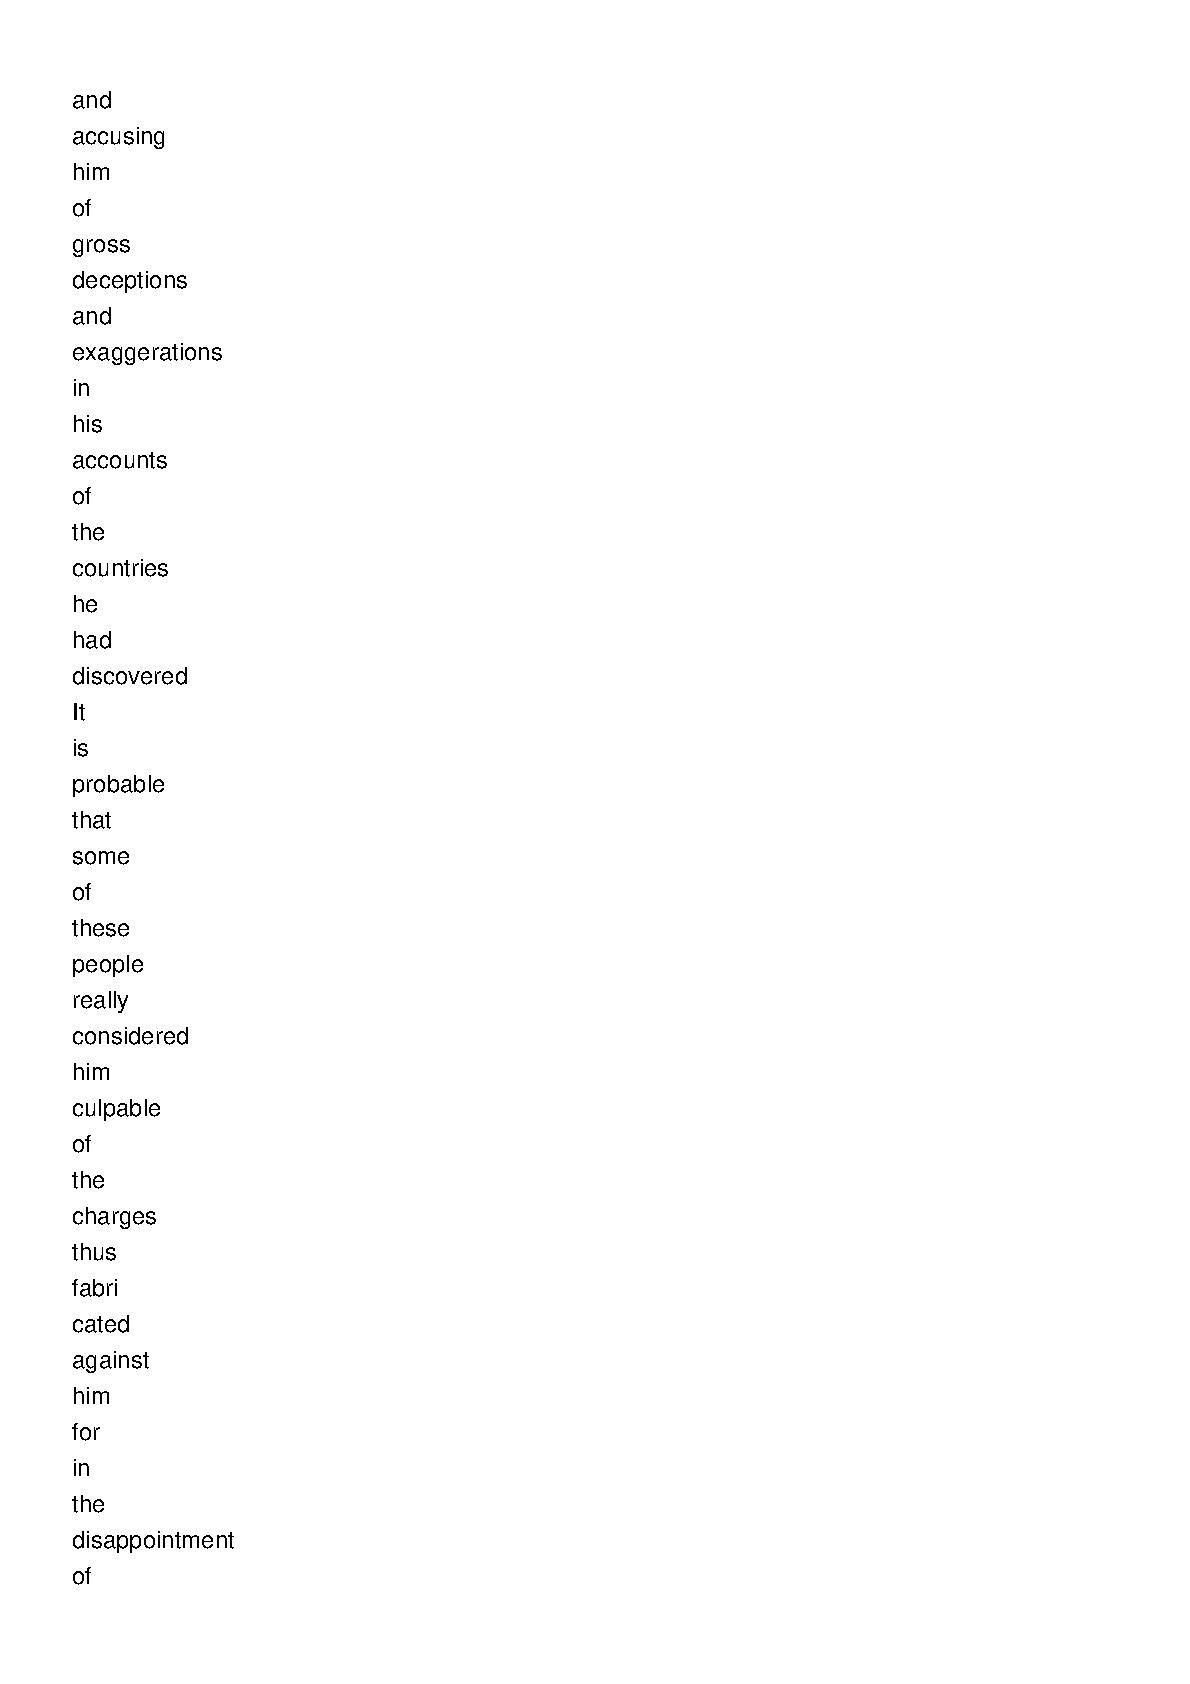 and
accusing
him
of
gross
deceptions
and
exaggerations
in
his
accounts
of
the
countries
he
had
discovered
It
is
probable
that
some
of
these
people
really
considered
him
culpable
of
the
charges
thus
fabri
cated
against
him
for
in
the
disappointment
of